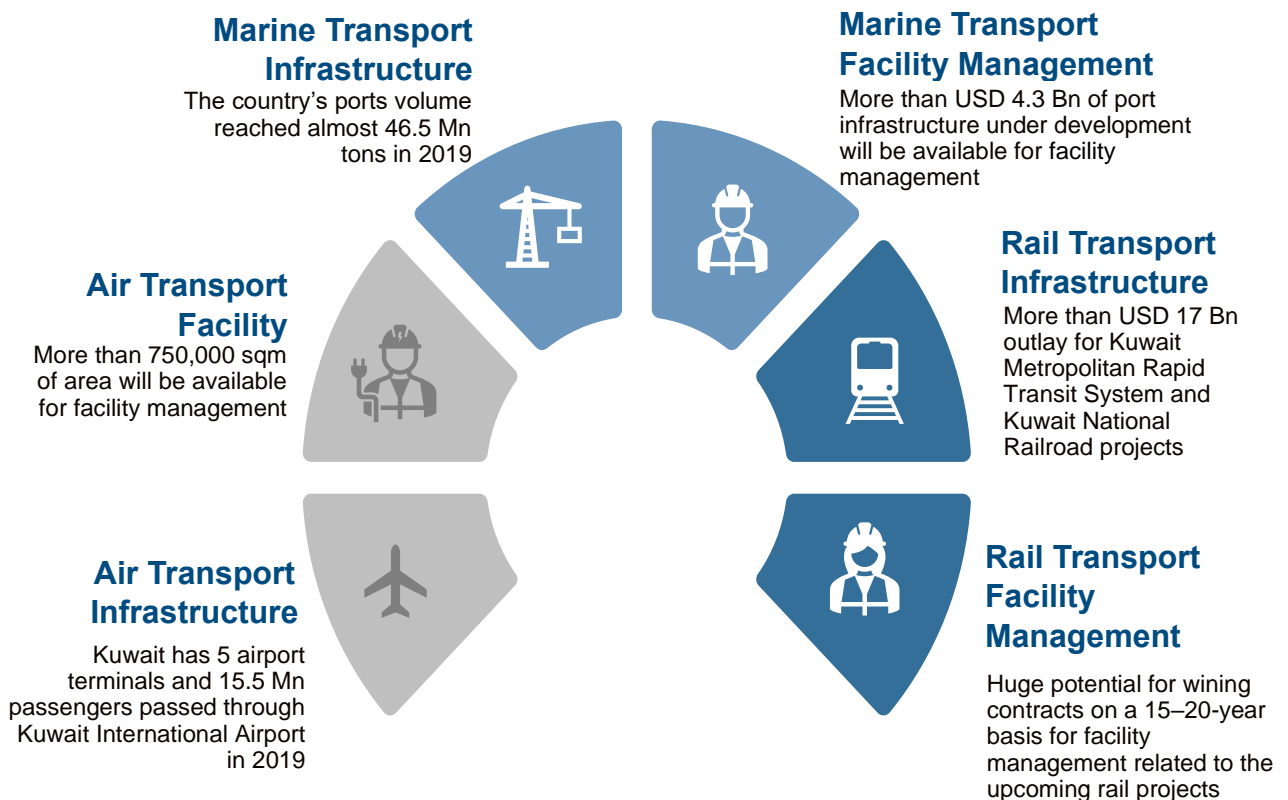 Marine Transport
Infrastructure
The country's ports volume
reached almost 46.5 Mn
tons in 2019
Marine Transport
Facility Management
More than USD 4.3 Bn of port
infrastructure under development
will be available for facility
management
Air Transport
Facility
More than 750,000 sqm
of area will be available
for facility management
Rail Transport
Infrastructure
More than USD 17 Bn
outlay for Kuwait
Metropolitan Rapid
Transit System and
Kuwait National
Railroad projects
Air Transport
Infrastructure
Kuwait has 5 airport
terminals and 15.5 Mn
passengers passed through
Kuwait International Airport
in 2019
Rail Transport
Facility
Management
Huge potential for wining
contracts on a 15–20-year
basis for facility
management related to the
upcoming rail projects